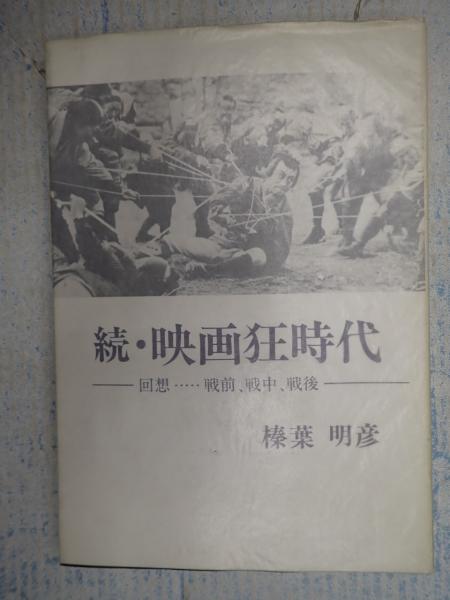 続・映画狂時代
── 回想……戦前、戦中、戦後 ──
榛葉 明彦